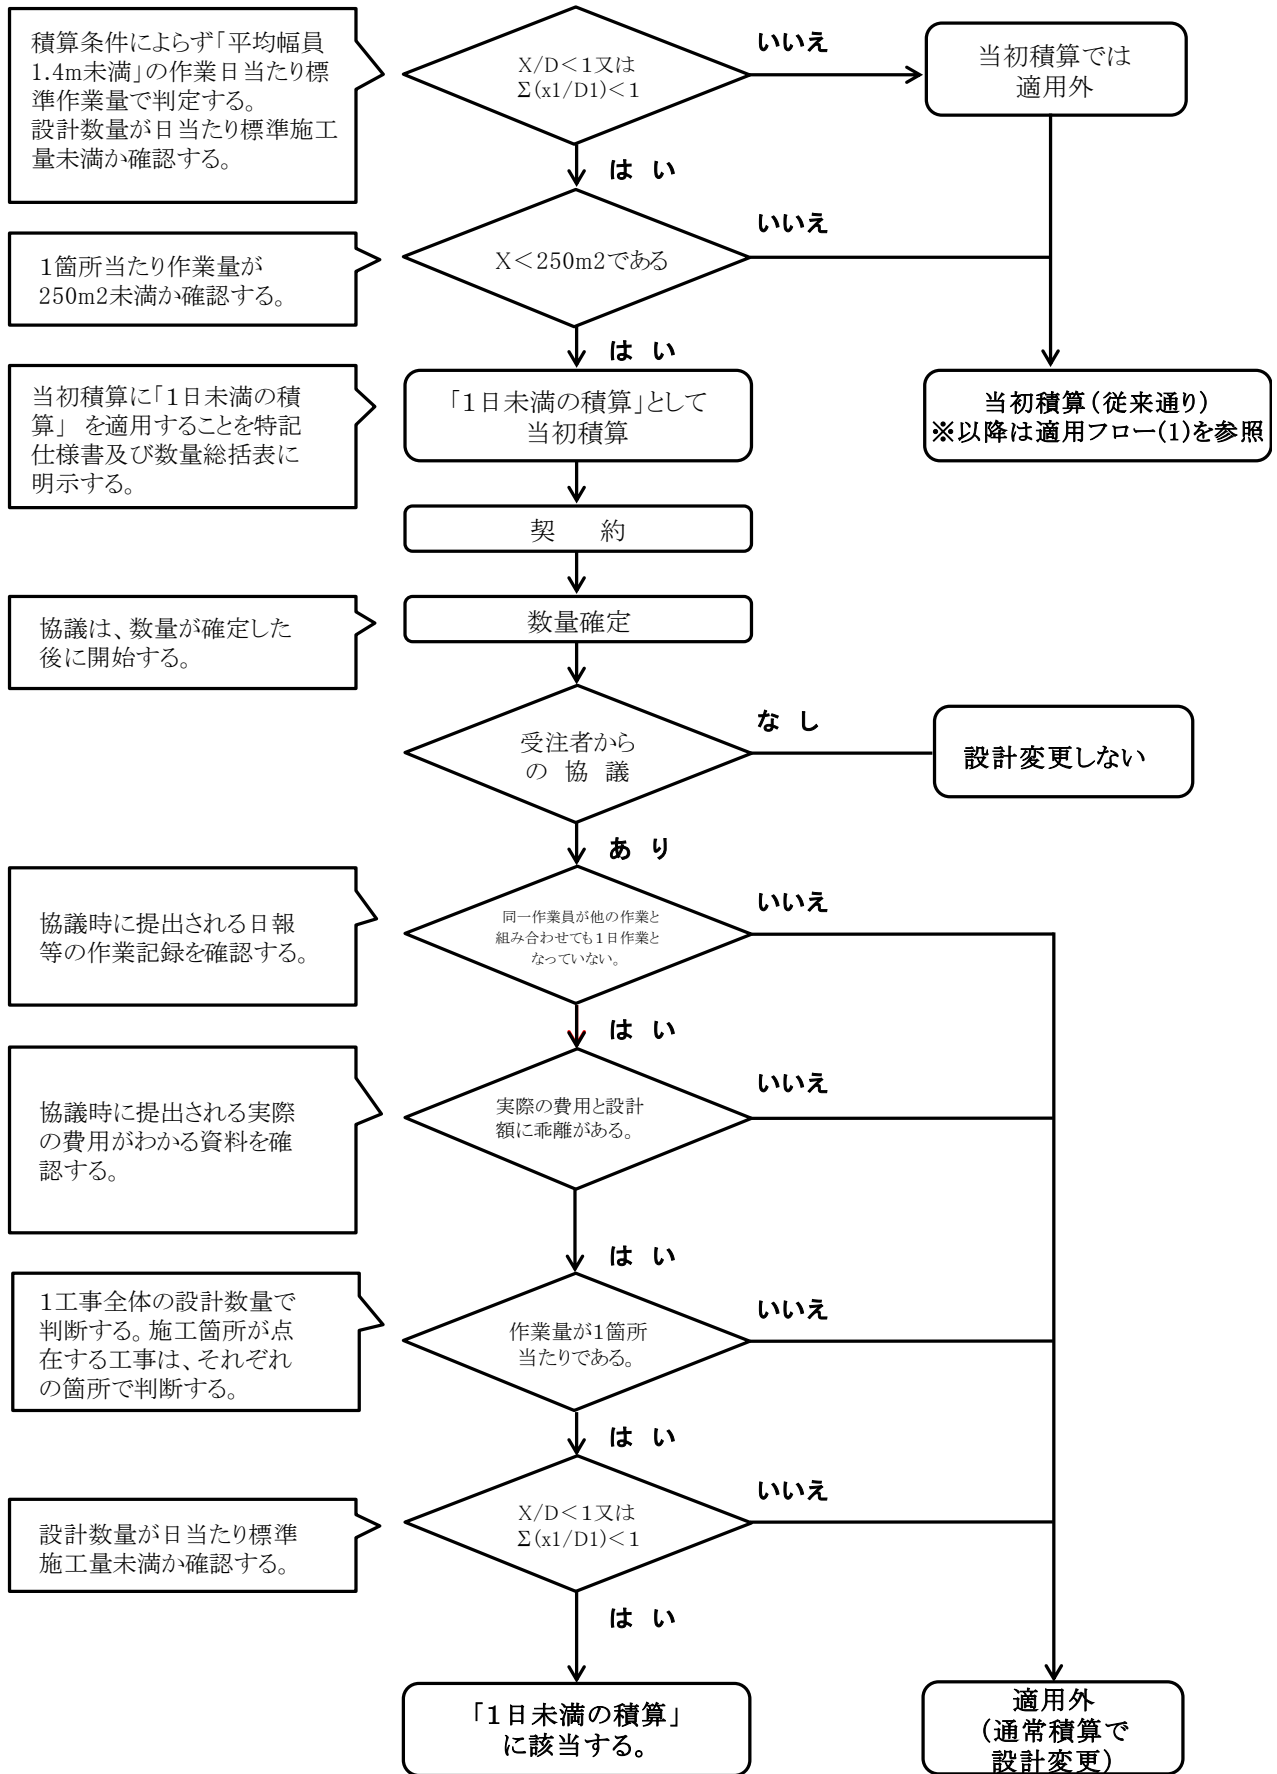 積算条件によらず「平均幅員
1.4m未満」の作業日当たり標
準作業量で判定する。
設計数量が日当たり標準施工
量未満か確認する。
X/D＜1又は
Σ(x1/D1)＜1
いいえ
当初積算では
適用外
は い
1箇所当たり作業量が
250m2未満か確認する。
X＜250m2である
いいえ
は い
当初積算に「1日未満の積
算」 を適用することを特記
仕様書及び数量総括表に
明示する。
「1日未満の積算」として
当初積算
当初積算（従来通り）
※以降は適用フロー(1)を参照
契　約
協議は、数量が確定した
後に開始する。
数量確定
受注者から
の 協 議
な し
設計変更しない
あ り
協議時に提出される日報
等の作業記録を確認する。
同一作業員が他の作業と
組み合わせても1日作業と
なっていない。
いいえ
は い
協議時に提出される実際
の費用がわかる資料を確
認する。
実際の費用と設計
額に乖離がある。
いいえ
は い
1工事全体の設計数量で
判断する。施工箇所が点
在する工事は、それぞれ
の箇所で判断する。
作業量が1箇所
当たりである。
いいえ
は い
設計数量が日当たり標準
施工量未満か確認する。
X/D＜1又は
Σ(x1/D1)＜1
いいえ
は い
「1日未満の積算」
に該当する。
適用外
（通常積算で
設計変更）